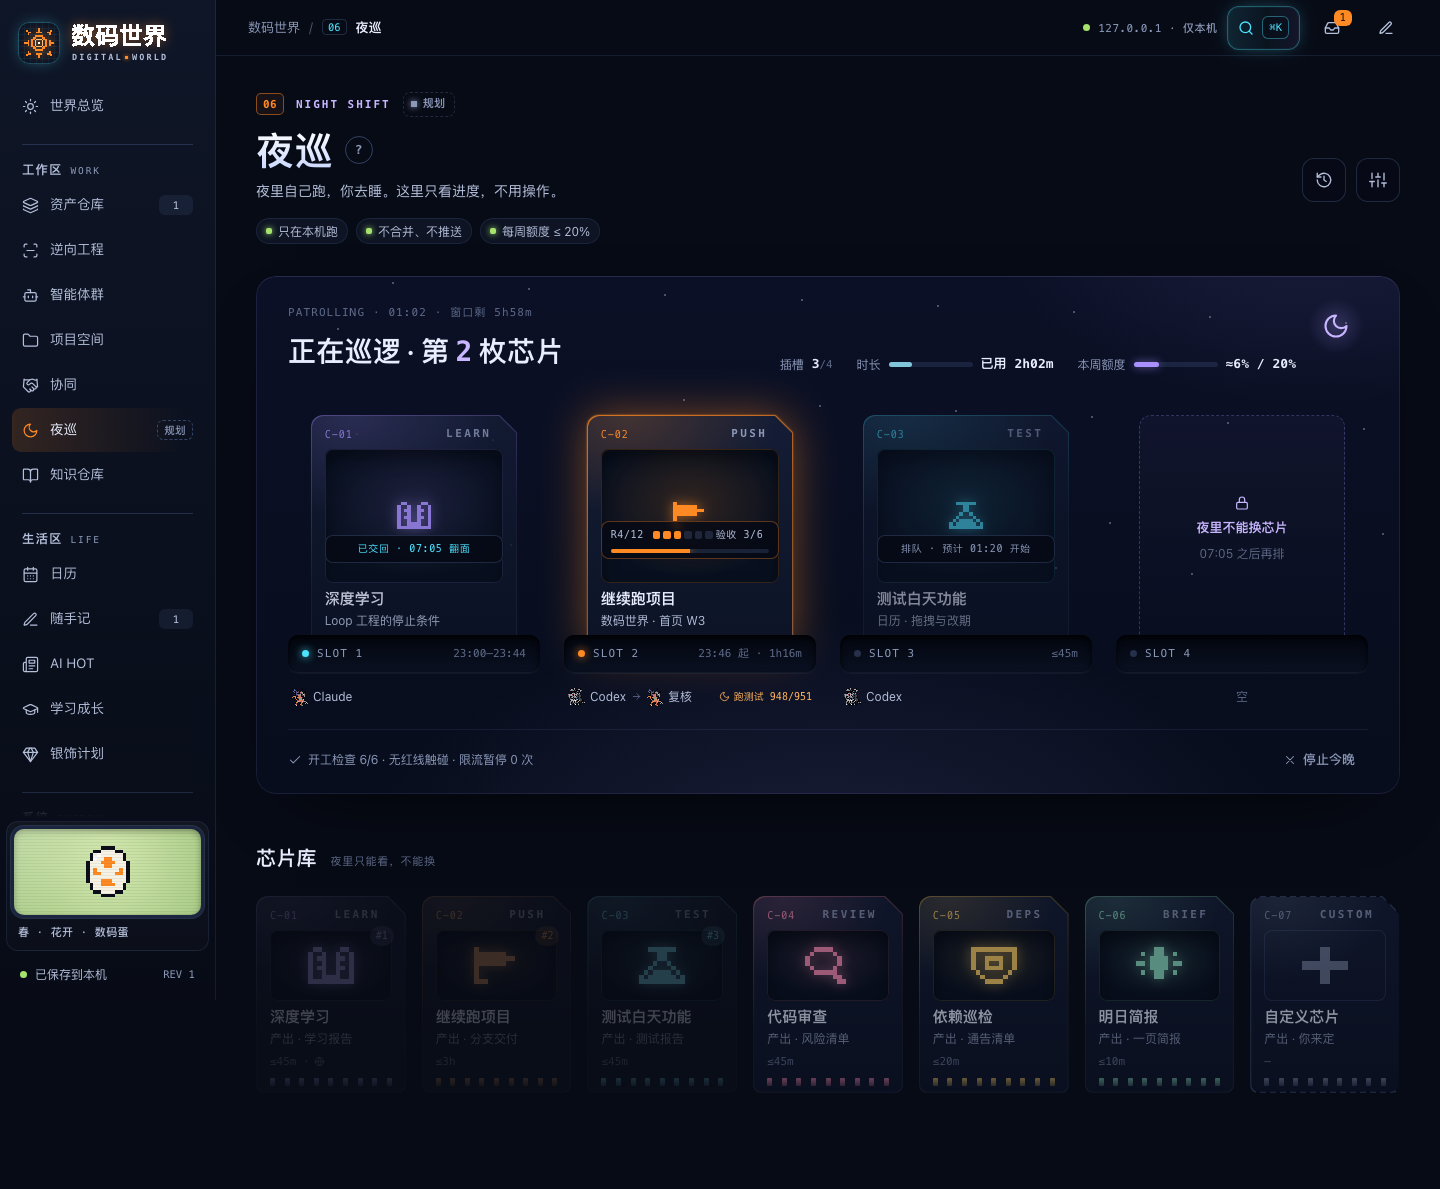 数码世界
DIGITAL WORLD
世界总览
工作区 WORK
资产仓库 1
逆向工程
智能体群
项目空间
协同
夜巡 规划
知识仓库
生活区 LIFE
日历
随手记 1
AI HOT
学习成长
银饰计划
春 · 花开 · 数码蛋
已保存到本机 REV 1
数码世界 / 06 夜巡
127.0.0.1 · 仅本机
⌘K
1
06 NIGHT SHIFT 规划
夜巡 ?
夜里自己跑，你去睡。这里只看进度，不用操作。
只在本机跑 不合并、不推送 每周额度 ≤ 20%
PATROLLING · 01:02 · 窗口剩 5h58m
正在巡逻 · 第 2 枚芯片
插槽 3/4 时长 已用 2h02m 本周额度 ≈6% / 20%
C-01 LEARN
已交回 · 07:05 翻面
深度学习
Loop 工程的停止条件
SLOT 1 23:00—23:44
Claude
C-02 PUSH
R4/12 验收 3/6
继续跑项目
数码世界 · 首页 W3
SLOT 2 23:46 起 · 1h16m
Codex → 复核 跑测试 948/951
C-03 TEST
排队 · 预计 01:20 开始
测试白天功能
日历 · 拖拽与改期
SLOT 3 ≤45m
Codex
夜里不能换芯片
07:05 之后再排
SLOT 4
空
开工检查 6/6 · 无红线触碰 · 限流暂停 0 次
停止今晚
芯片库 夜里只能看，不能换
C-01 LEARN
#1
深度学习
产出 · 学习报告
≤45m ·
C-02 PUSH
#2
继续跑项目
产出 · 分支交付
≤3h
C-03 TEST
#3
测试白天功能
产出 · 测试报告
≤45m
C-04 REVIEW
代码审查
产出 · 风险清单
≤45m
C-05 DEPS
依赖巡检
产出 · 通告清单
≤20m
C-06 BRIEF
明日简报
产出 · 一页简报
≤10m
C-07 CUSTOM
自定义芯片
产出 · 你来定
—